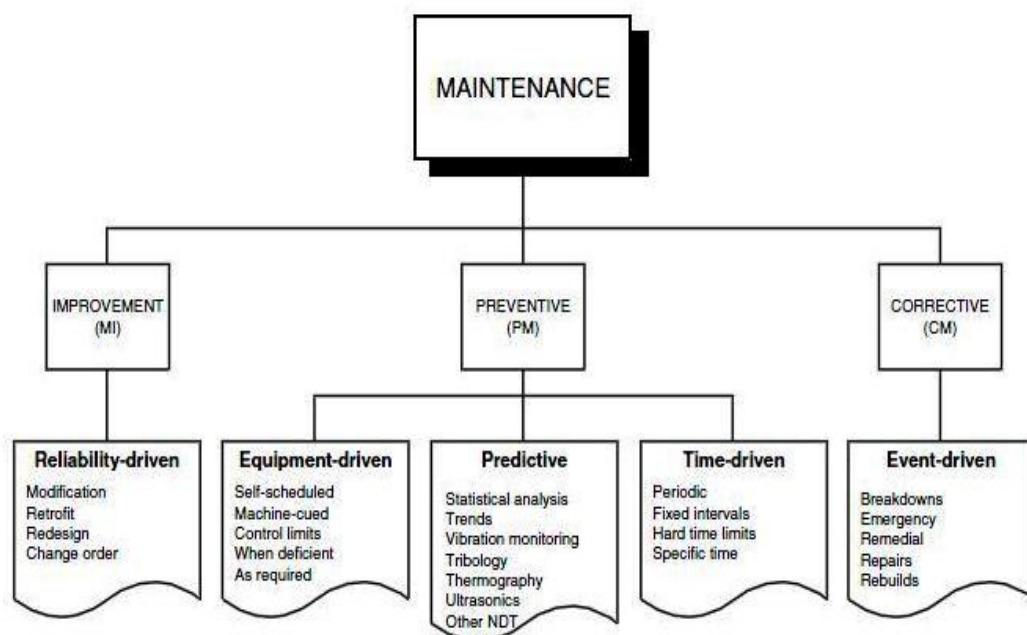 MAINTENANCE
IMPROVEMENT
(MI)
PREVENTIVE
(PM)
CORRECTIVE
(CM)
Reliability-driven
Modification
Retrofit
Redesign
Change order
Equipment-driven
Self-scheduled
Machine-cued
Control limits
When deficient
As required
Predictive
Statistical analysis
Trends
Vibration monitoring
Tribology
Thermography
Ultrasonics
Other NDT
Time-driven
Periodic
Fixed intervals
Hard time limits
Specific time
Event-driven
Breakdowns
Emergency
Remedial
Repairs
Rebuilds